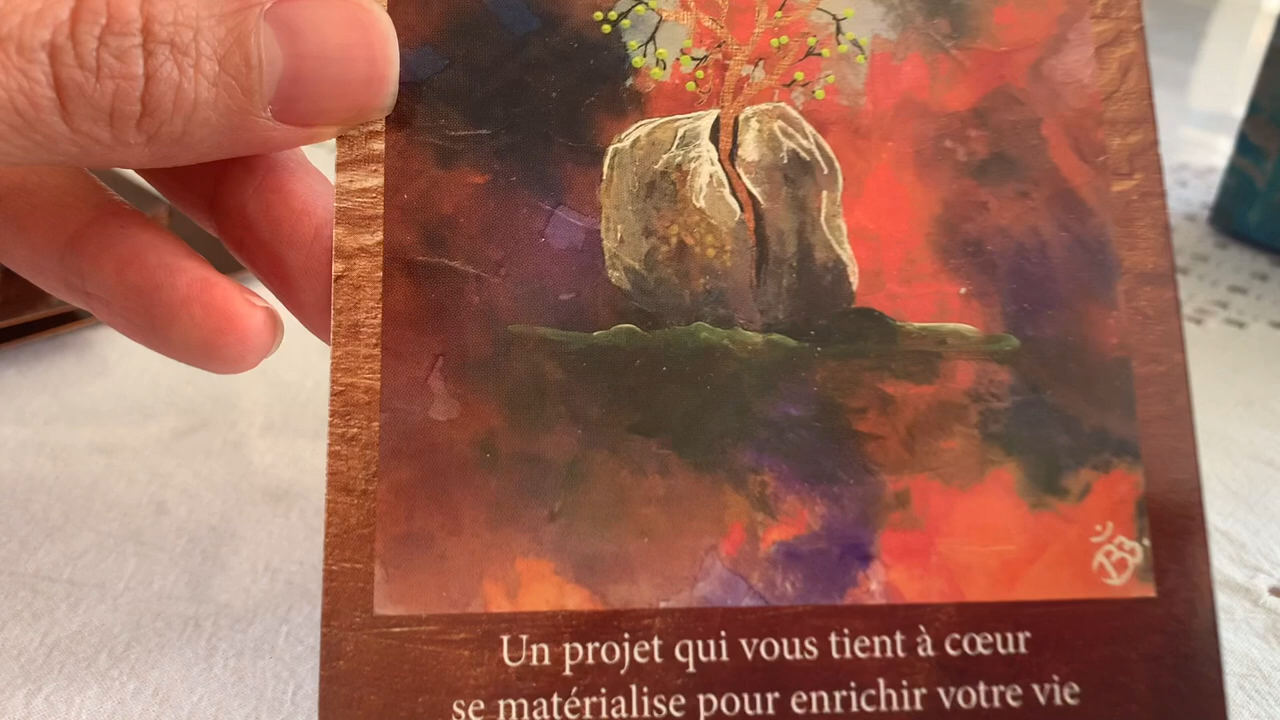 Un projet qui vous tient à cœur
se matérialise pour enrichir votre vie